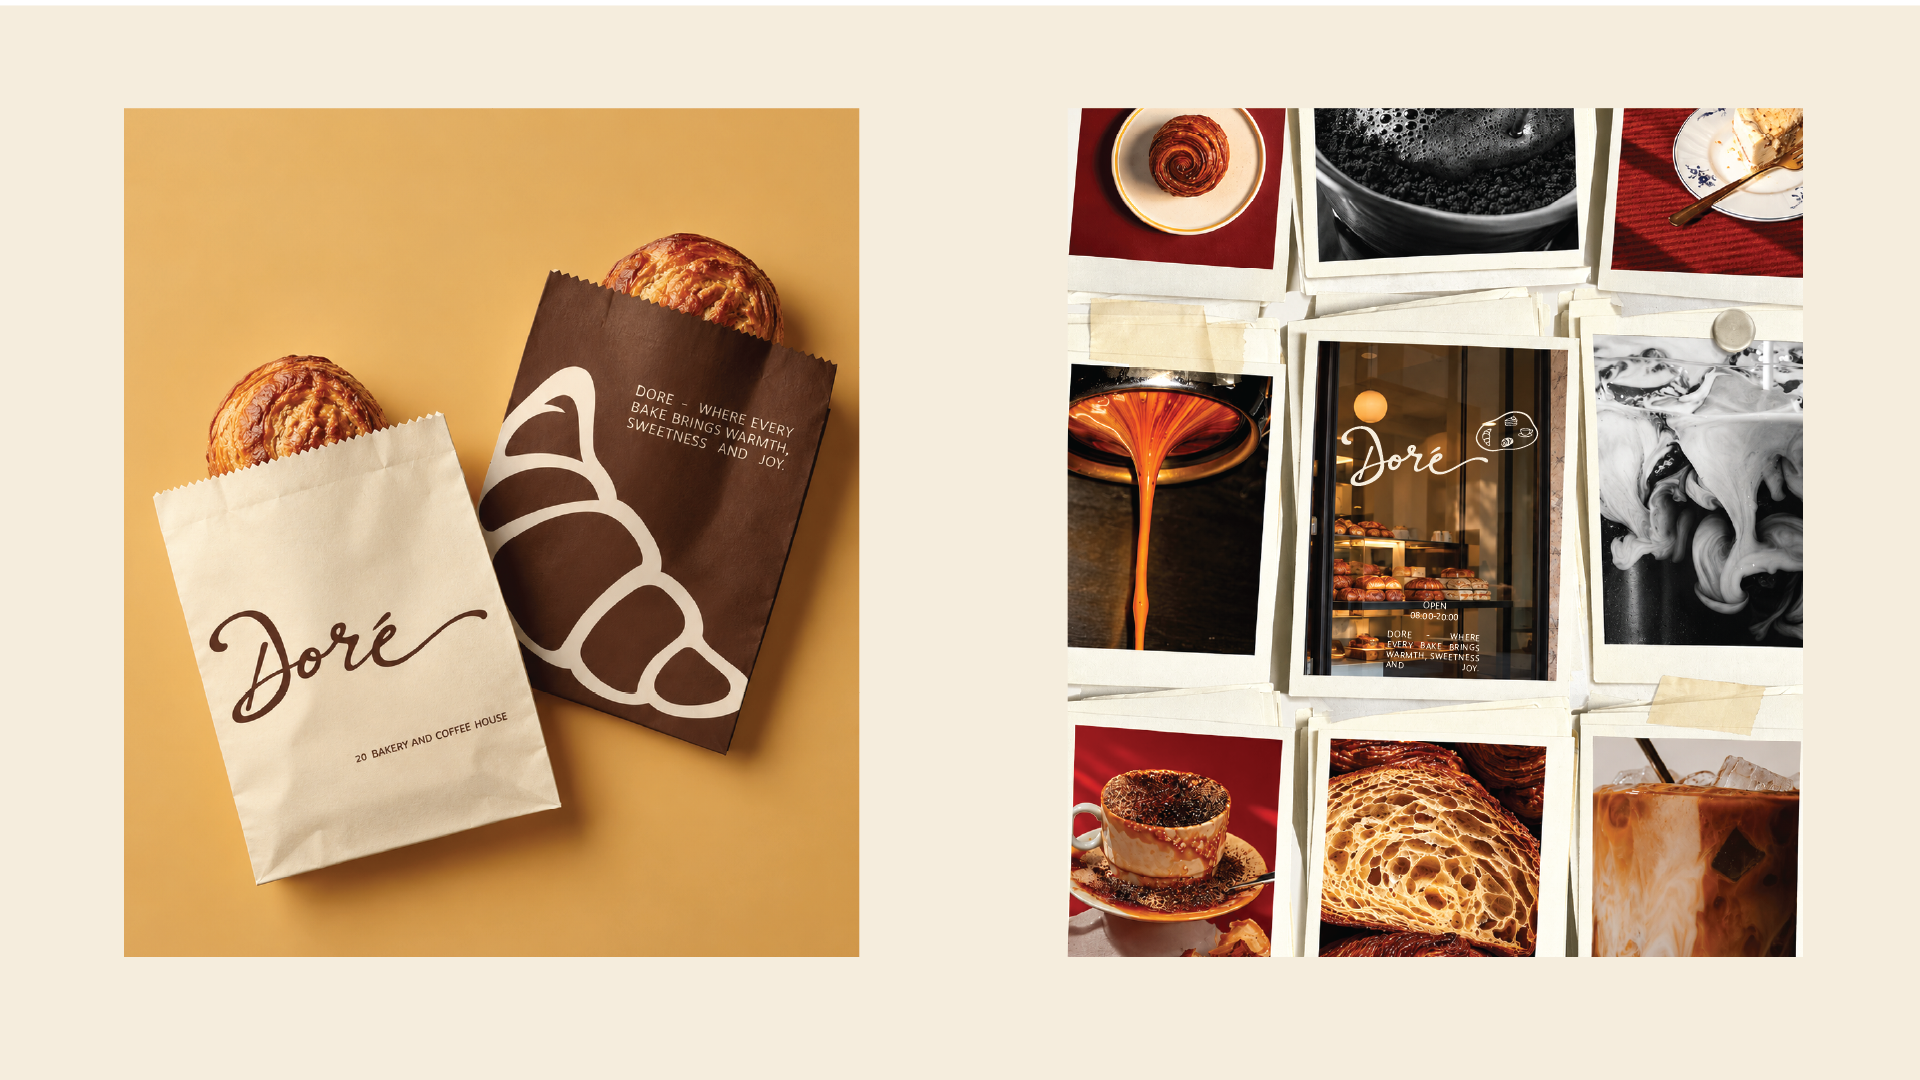 Doré
20 BAKERY AND COFFEE HOUSE
DORE - WHERE EVERY
BAKE BRINGS WARMTH,
SWEETNESS AND JOY.
Doré
OPEN
08:00-20:00
DORE - WHERE
EVERY BAKE BRINGS
WARMTH, SWEETNESS
AND JOY.